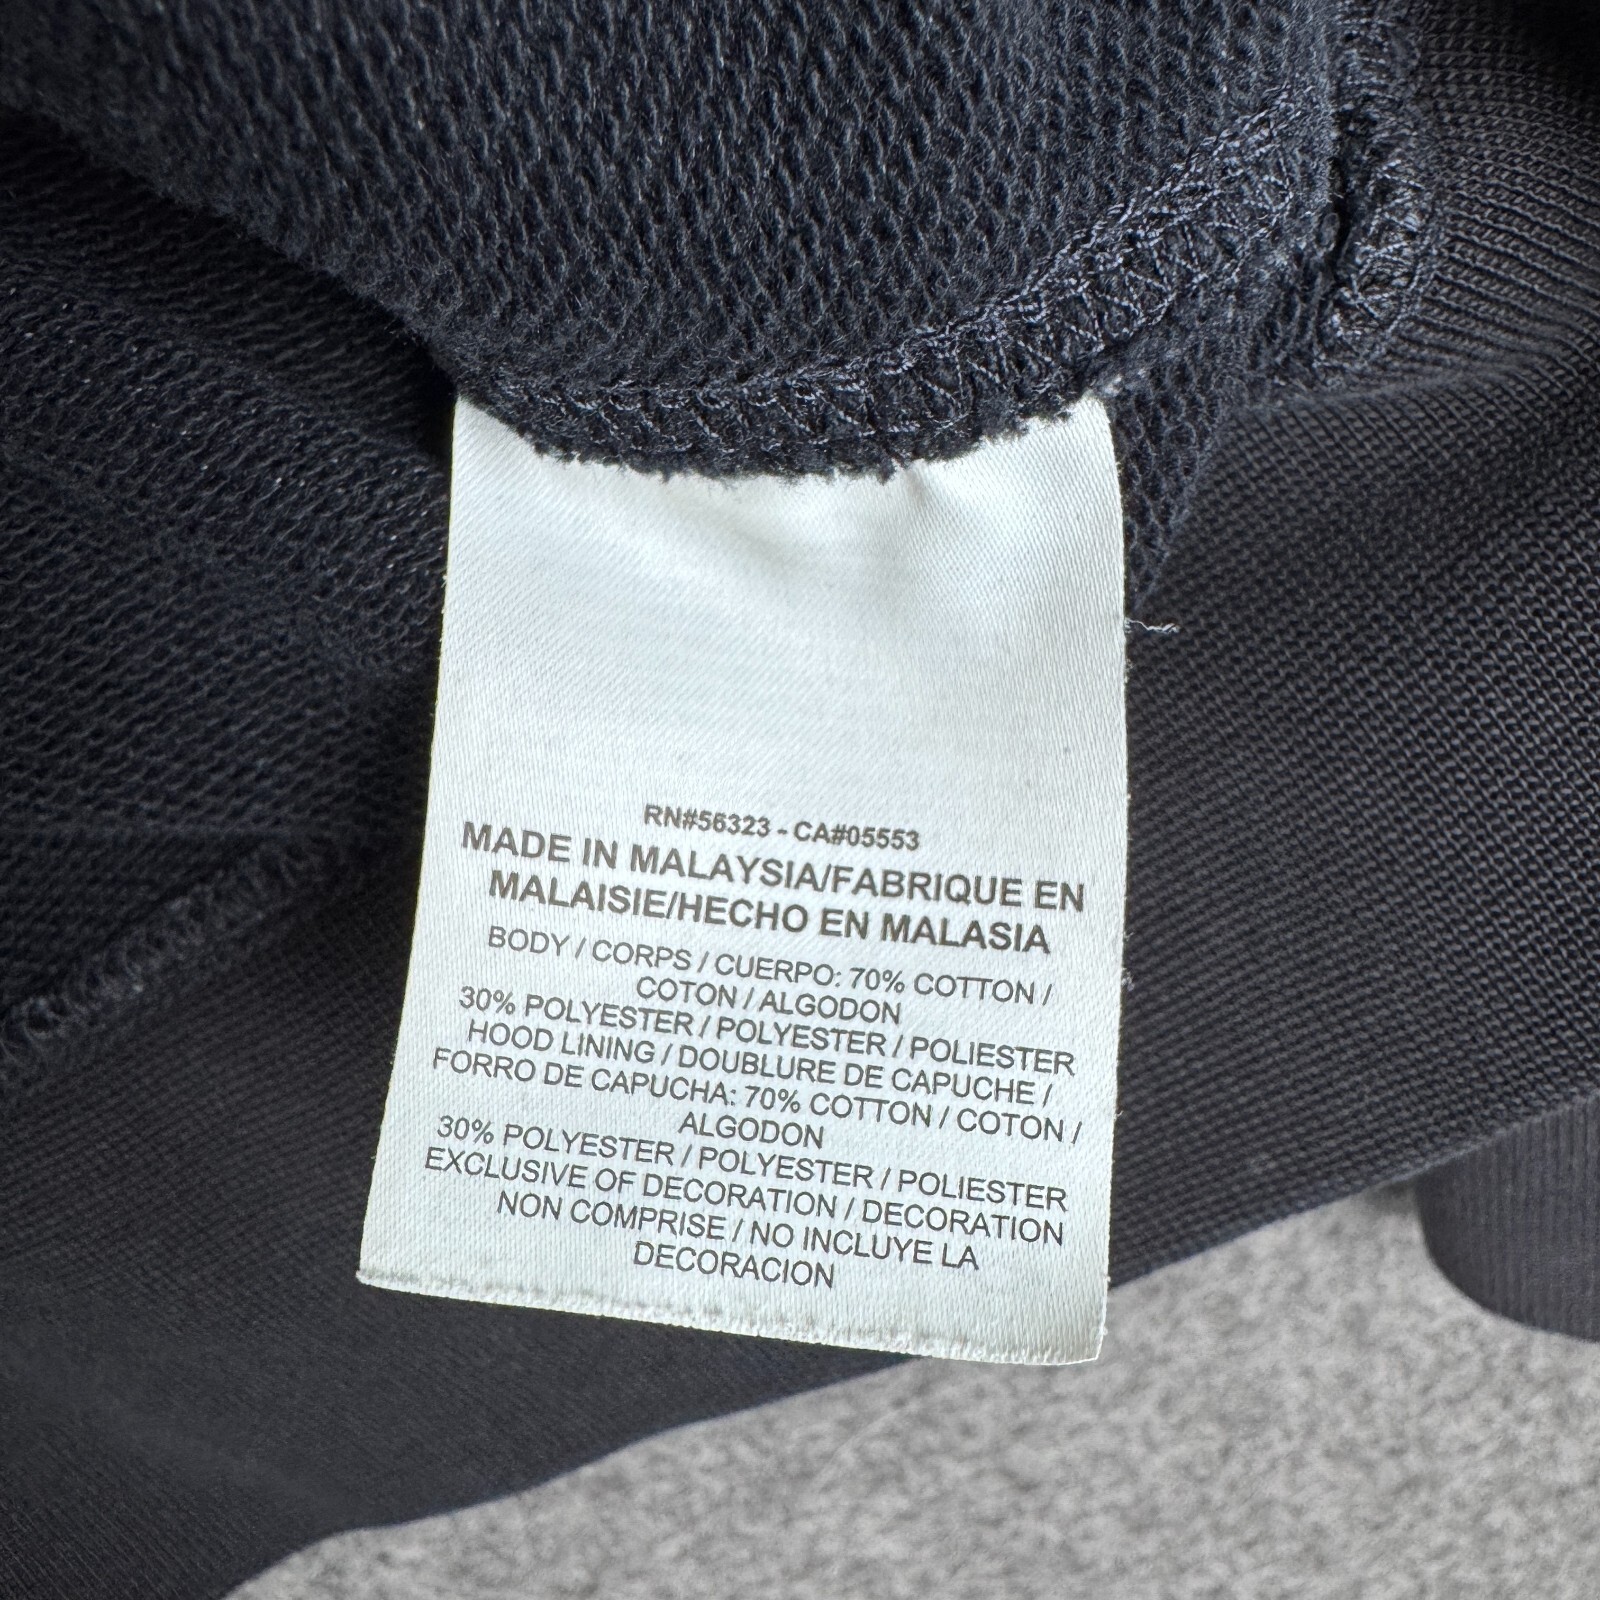 RN#56323 - CA#05553
MADE IN MALAYSIA/FABRIQUE EN
MALAISIE/HECHO EN MALASIA
BODY / CORPS / CUERPO: 70% COTTON /
COTON / ALGODON
30% POLYESTER / POLYESTER / POLIESTER
HOOD LINING / DOUBLURE DE CAPUCHE /
FORRO DE CAPUCHA: 70% COTTON / COTON /
ALGODON
30% POLYESTER / POLYESTER / POLIESTER
EXCLUSIVE OF DECORATION / DECORATION
NON COMPRISE / NO INCLUYE LA
DECORACION